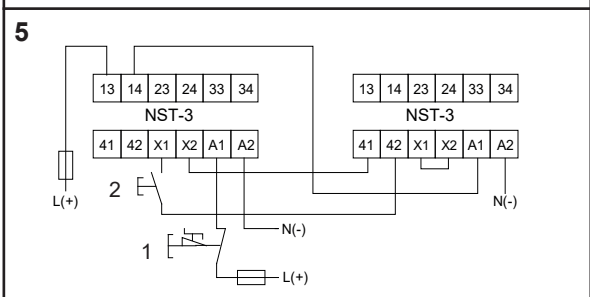 5
13 14 23 24 33 34 13 14 23 24 33 34
NST-3 NST-3
41 42 X1 X2 A1 A2 41 42 X1 X2 A1 A2
2
L(+) N(-)
N(-)
1
L(+)